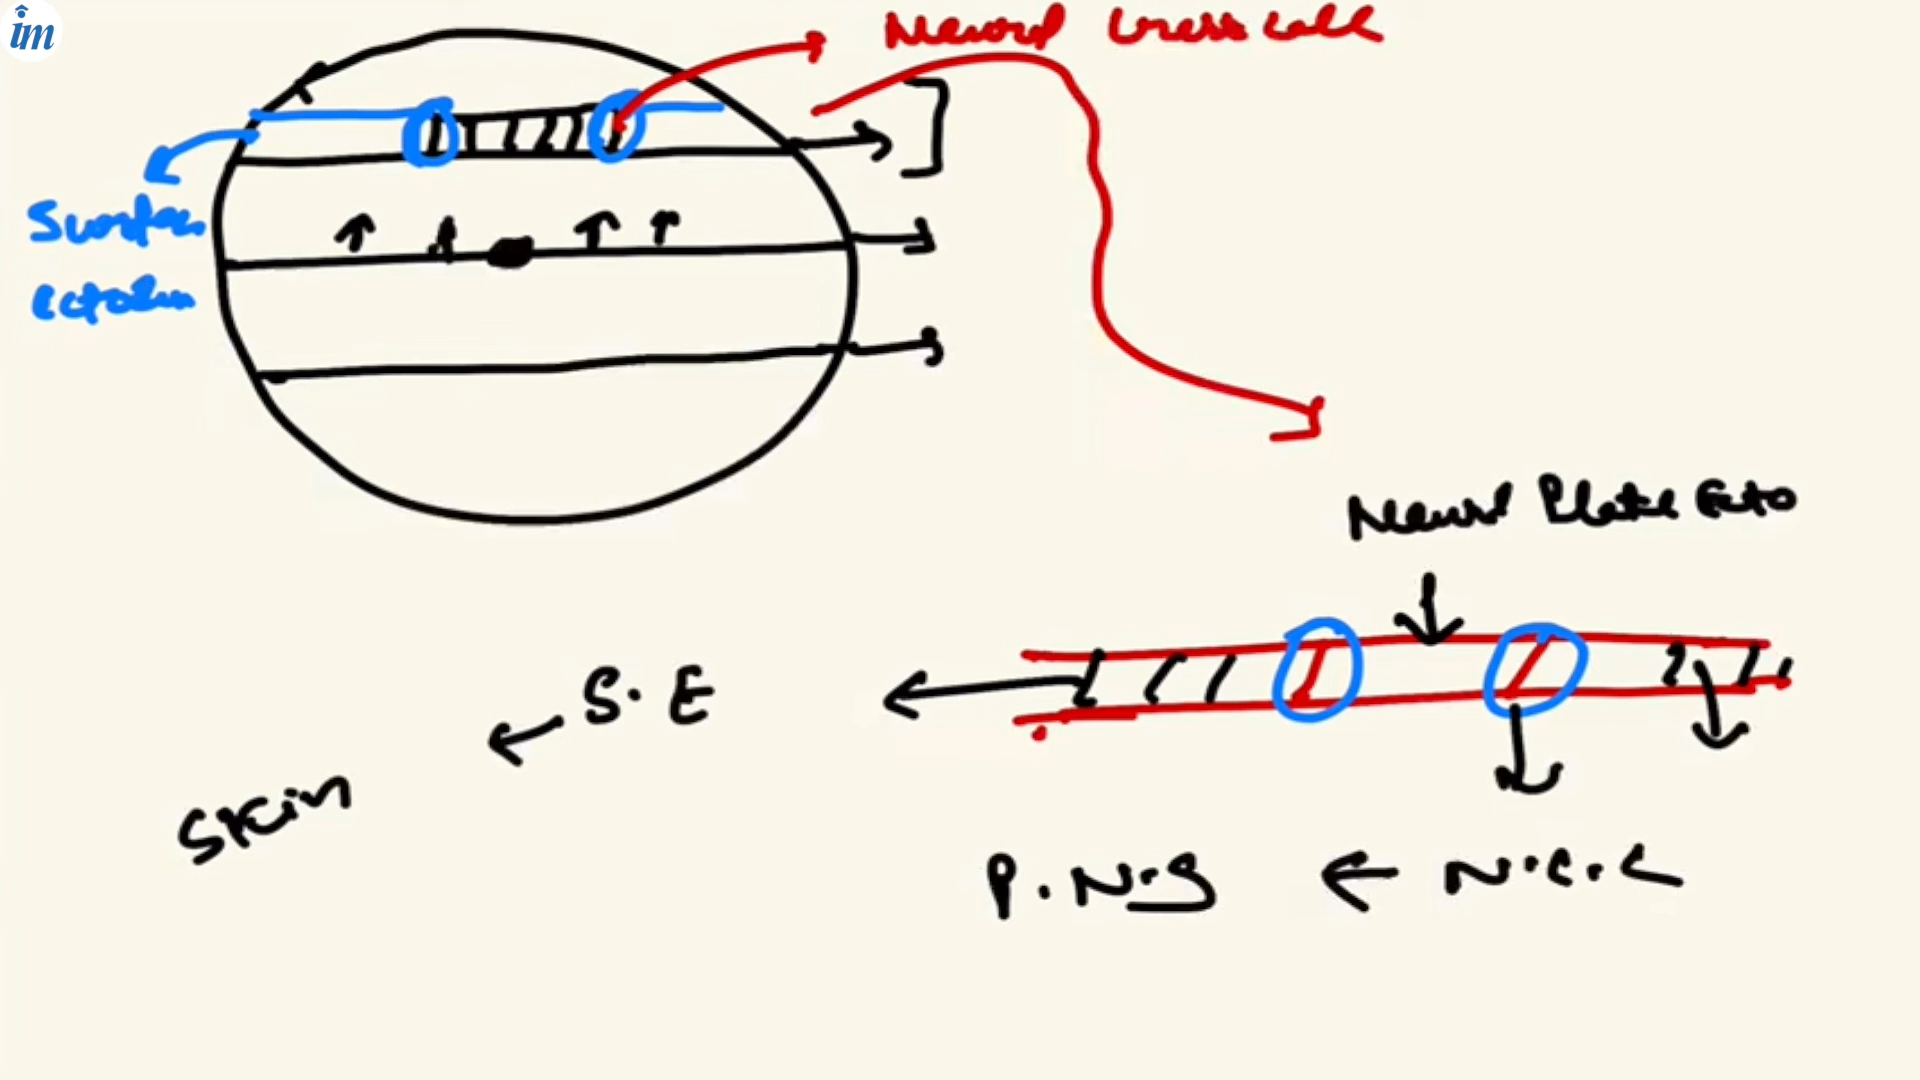 im
Neural crest cell
Surface
ectoderm
Neural Plate Ecto
S.E
Skin
P.N.S
N.C.C